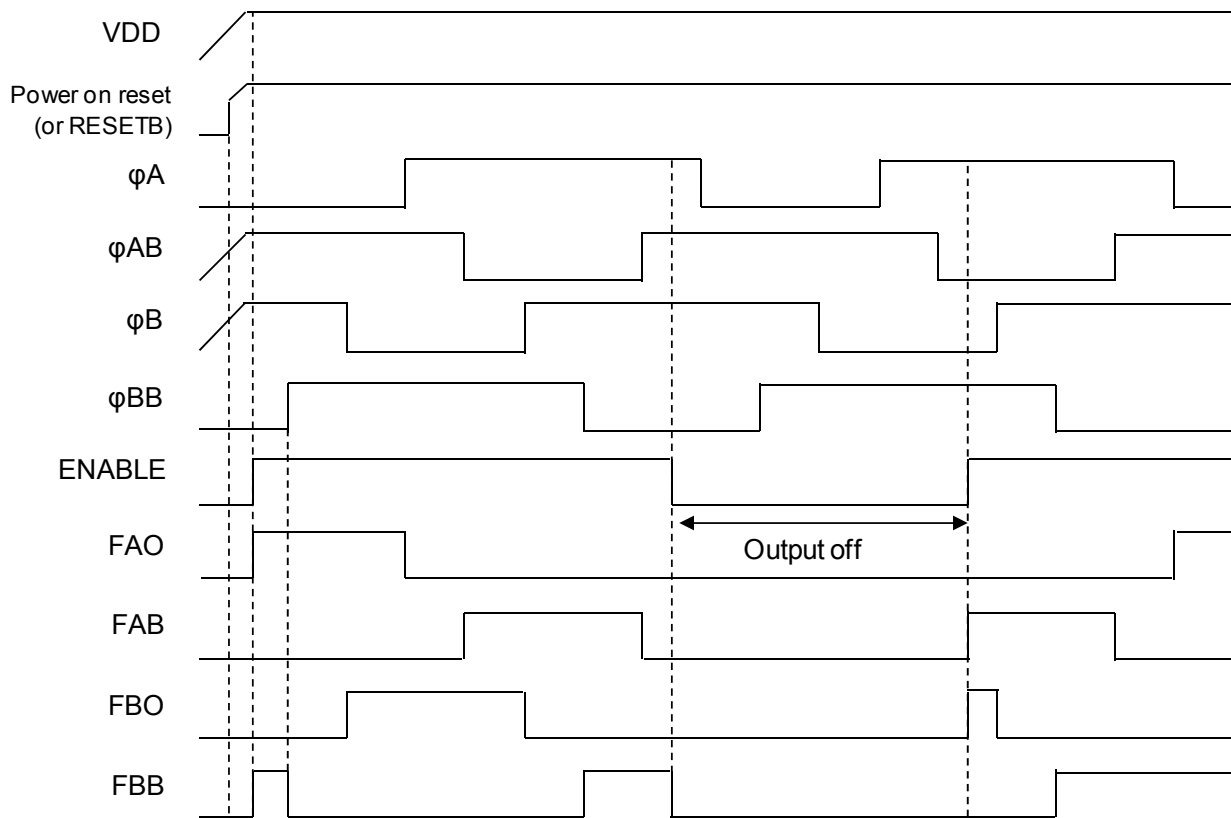 VDD
Power on reset
(or RESETB)
φA
φAB
φB
φBB
ENABLE
FAO
Output off
FAB
FBO
FBB